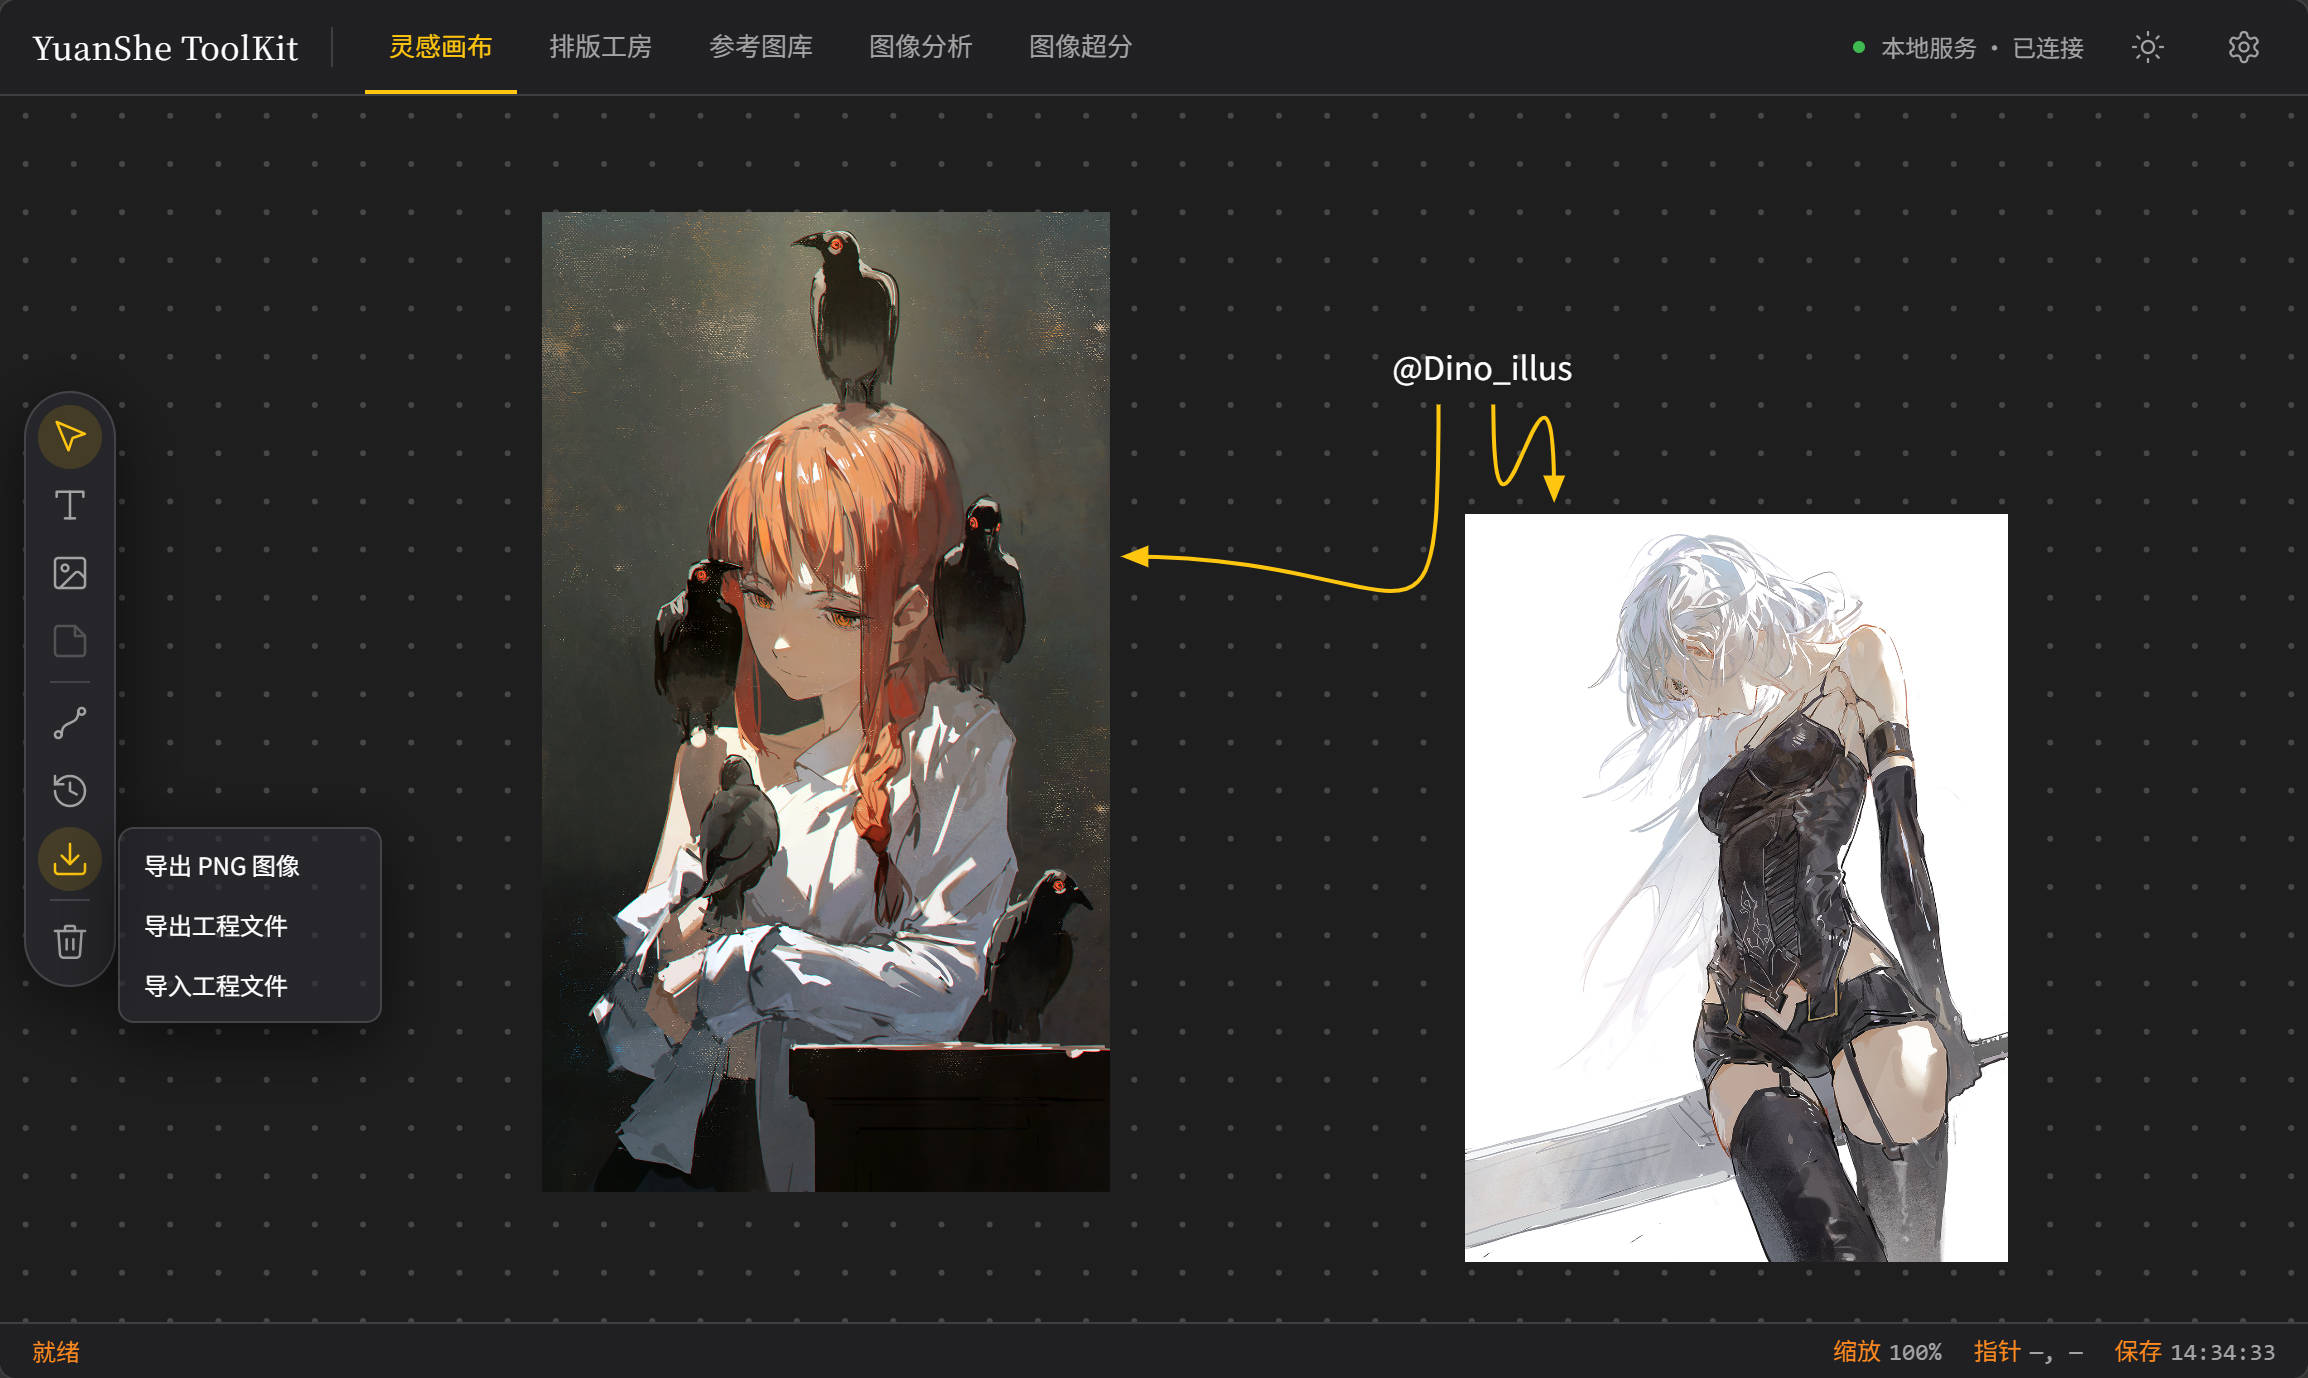 YuanShe ToolKit
灵感画布
排版工房
参考图库
图像分析
图像超分
本地服务 • 已连接
@Dino_illus
导出 PNG 图像
导出工程文件
导入工程文件
就绪
缩放 100%
指针 —, —
保存 14:34:33